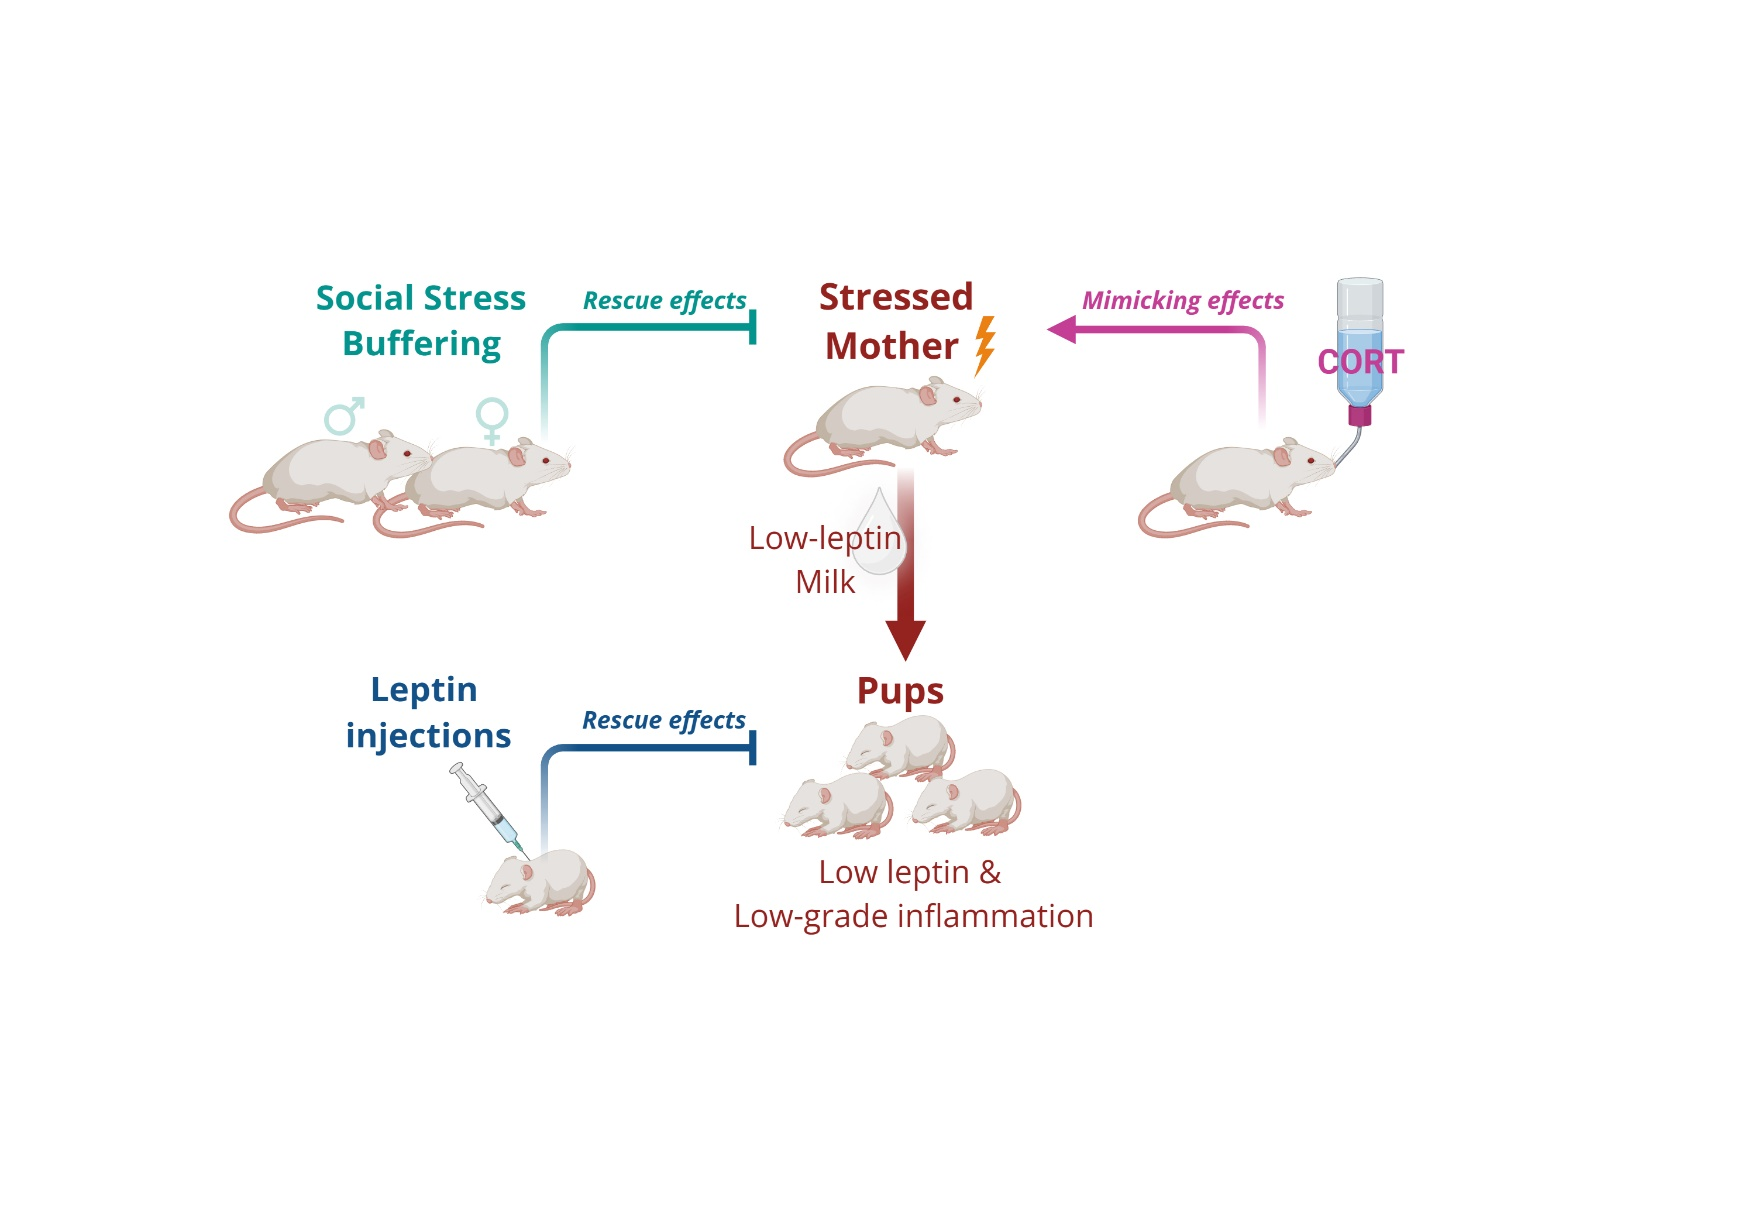 Social Stress
Buffering
Rescue effects
Stressed
Mother
Mimicking effects
CORT
Low-leptin
Milk
Leptin
injections
Rescue effects
Pups
Low leptin &
Low-grade inflammation